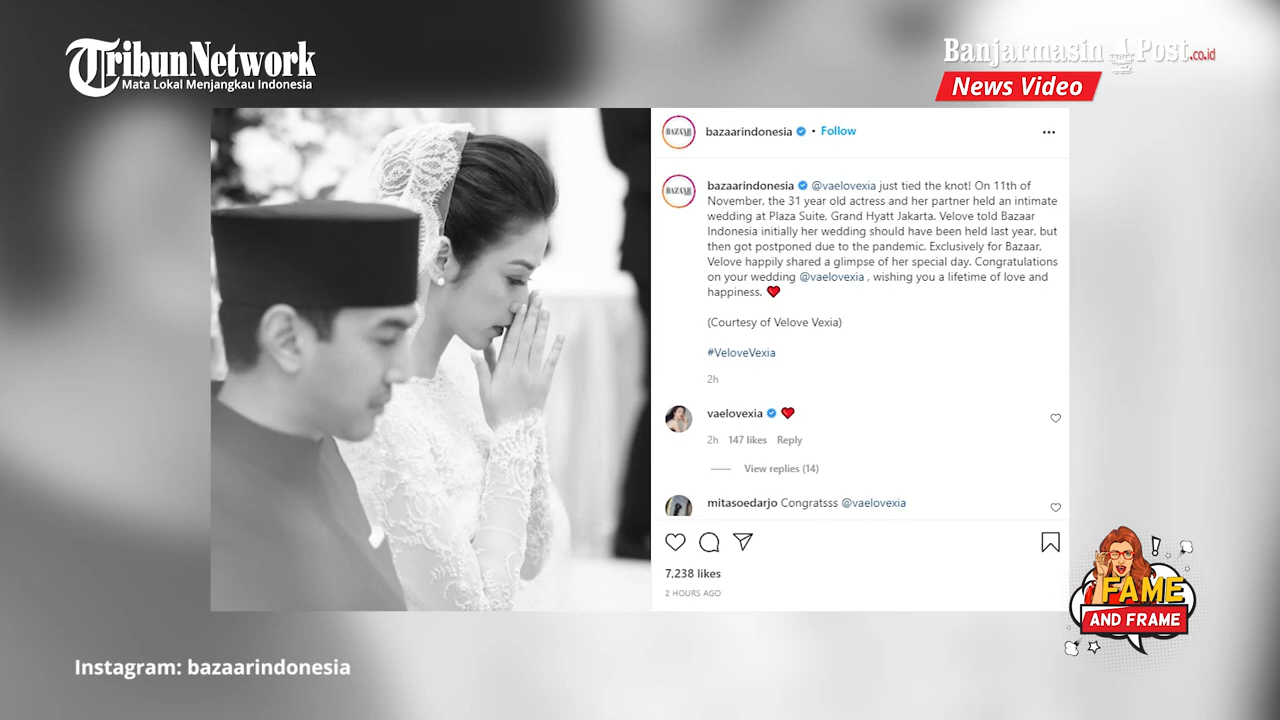 TribunNetwork
Mata Lokal Menjangkau Indonesia
Banjarmasin Post.co.id
News Video
BAZAAR
bazaarindonesia • Follow
BAZAAR
bazaarindonesia @vaelovexia just tied the knot! On 11th of
November, the 31 year old actress and her partner held an intimate
wedding at Plaza Suite, Grand Hyatt Jakarta. Velove told Bazaar
Indonesia initially her wedding should have been held last year, but
then got postponed due to the pandemic. Exclusively for Bazaar,
Velove happily shared a glimpse of her special day. Congratulations
on your wedding @vaelovexia , wishing you a lifetime of love and
happiness. ❤
(Courtesy of Velove Vexia)
#VeloveVexia
2h
vaelovexia ❤
2h 147 likes Reply
View replies (14)
mitasoedarjo Congratsss @vaelovexia
7,238 likes
2 HOURS AGO
!
FAME
AND FRAME
Instagram: bazaarindonesia